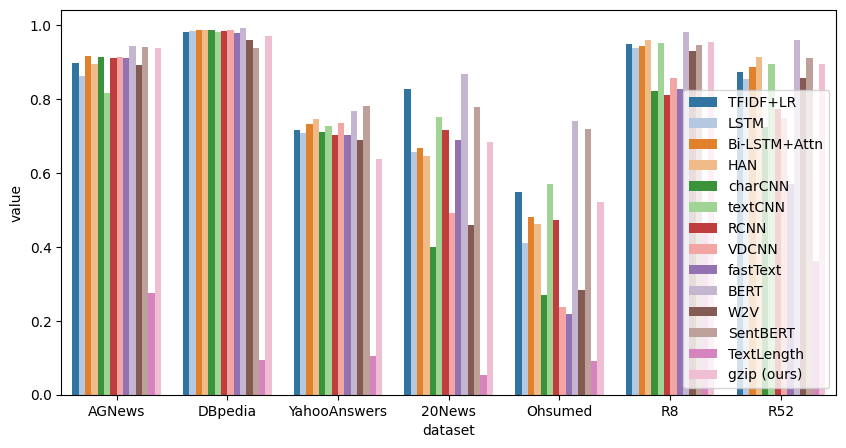 1.0
0.8
0.6
0.4
0.2
0.0
value
AGNews
DBpedia
YahooAnswers
20News
Ohsumed
R8
R52
dataset
TFIDF+LR
LSTM
Bi-LSTM+Attn
HAN
charCNN
textCNN
RCNN
VDCNN
fastText
BERT
W2V
SentBERT
TextLength
gzip (ours)